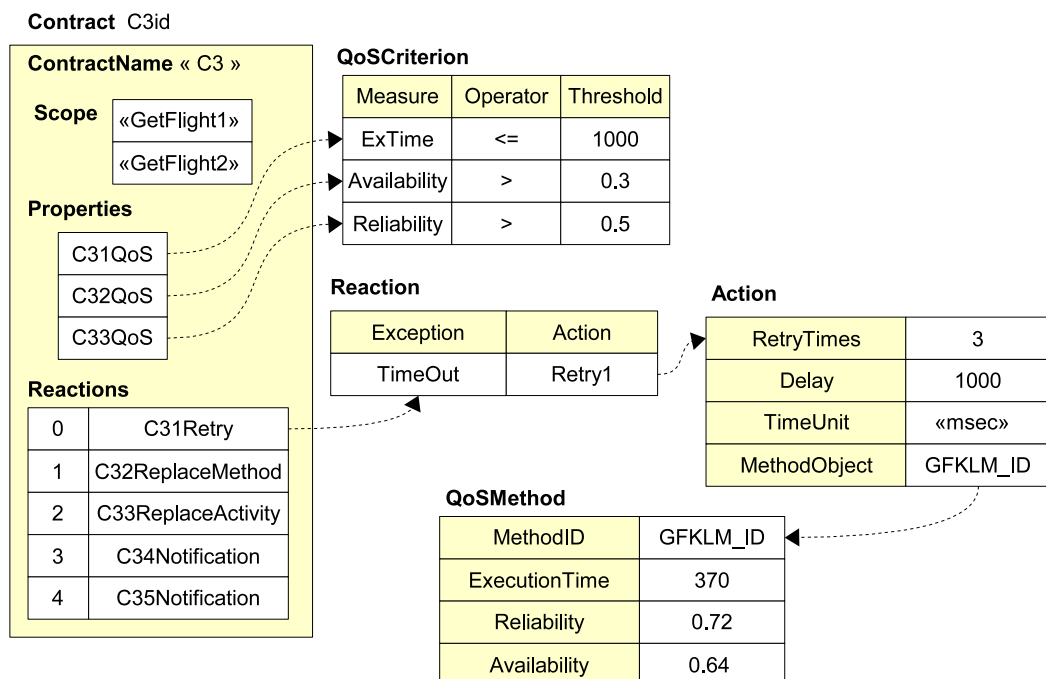 Contract C3id
ContractName « C3 »
Scope
«GetFlight1»
«GetFlight2»
Properties
C31QoS
C32QoS
C33QoS
Reactions
0 C31Retry
1 C32ReplaceMethod
2 C33ReplaceActivity
3 C34Notification
4 C35Notification
QoSCriterion
Measure Operator Threshold
ExTime <= 1000
Availability > 0.3
Reliability > 0.5
Reaction
Exception Action
TimeOut Retry1
Action
RetryTimes 3
Delay 1000
TimeUnit «msec»
MethodObject GFKLM_ID
QoSMethod
MethodID GFKLM_ID
ExecutionTime 370
Reliability 0.72
Availability 0.64